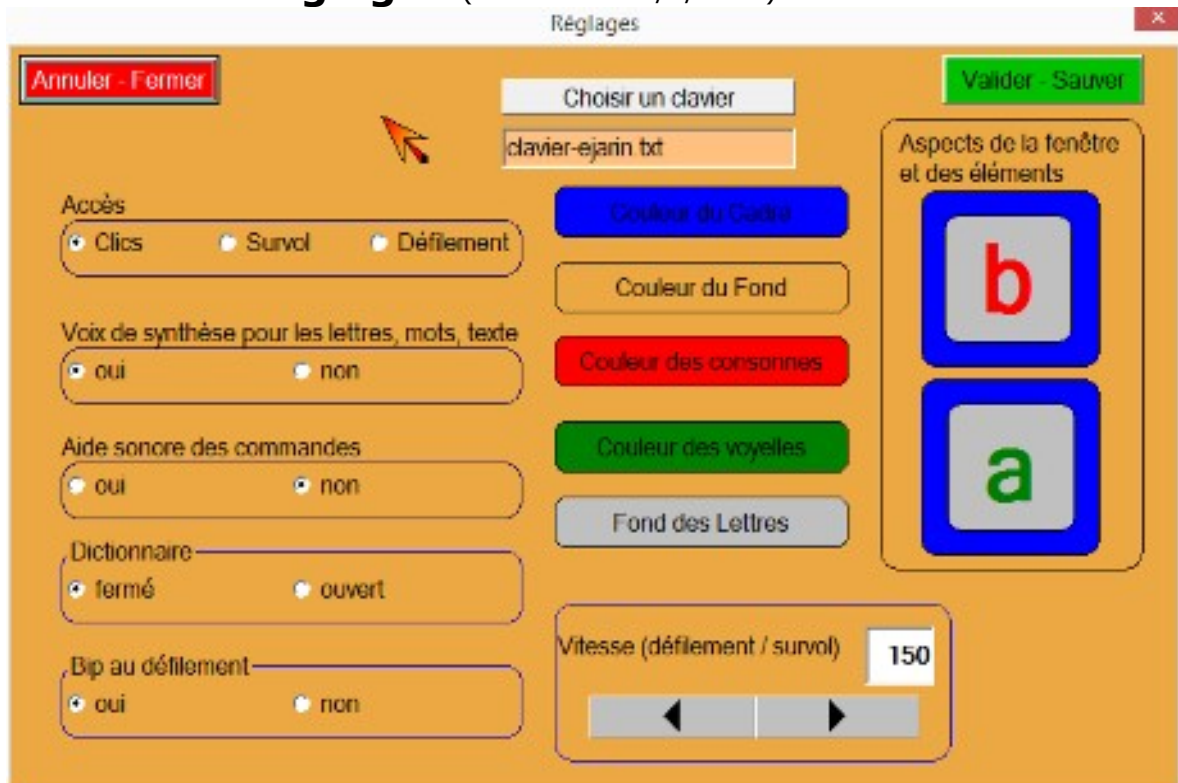 Réglages
Annuler - Fermer
Choisir un clavier
Valider - Sauver
clavier-ejarin.txt
Aspects de la fenêtre
et des éléments
Accès
Clics Survol Défilement
Couleur du Cadre
b
Couleur du Fond
Voix de synthèse pour les lettres, mots, texte
oui non
Couleur des consonnes
Aide sonore des commandes
oui non
Couleur des voyelles
a
Fond des Lettres
Dictionnaire
fermé ouvert
Vitesse (défilement / survol) 150
Bip au défilement
oui non